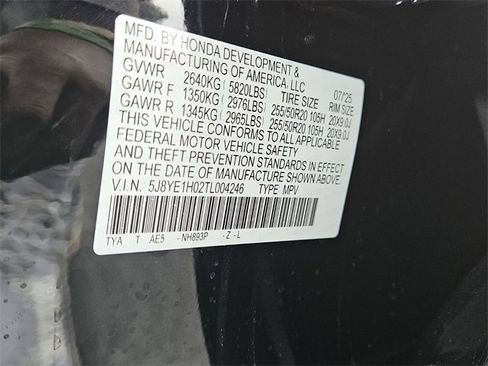 MFD. BY HONDA DEVELOPMENT &
MANUFACTURING OF AMERICA, LLC 07/25
GVWR 2640KG (5820LBS) TIRE SIZE RIM SIZE
GAWR F 1350KG (2976LBS) 255/50R20 105H 20X9.0J
GAWR R 1345KG (2965LBS) 255/50R20 105H 20X9.0J
THIS VEHICLE CONFORMS TO ALL APPLICABLE
FEDERAL MOTOR VEHICLE SAFETY
AND THEFT PREVENTION STANDARDS IN EFFECT
ON THE DATE OF MANUFACTURE SHOWN ABOVE.
V.I.N. 5J8YE1H02TL004246 TYPE MPV
TYA T AE5 -NH893P -Z-L